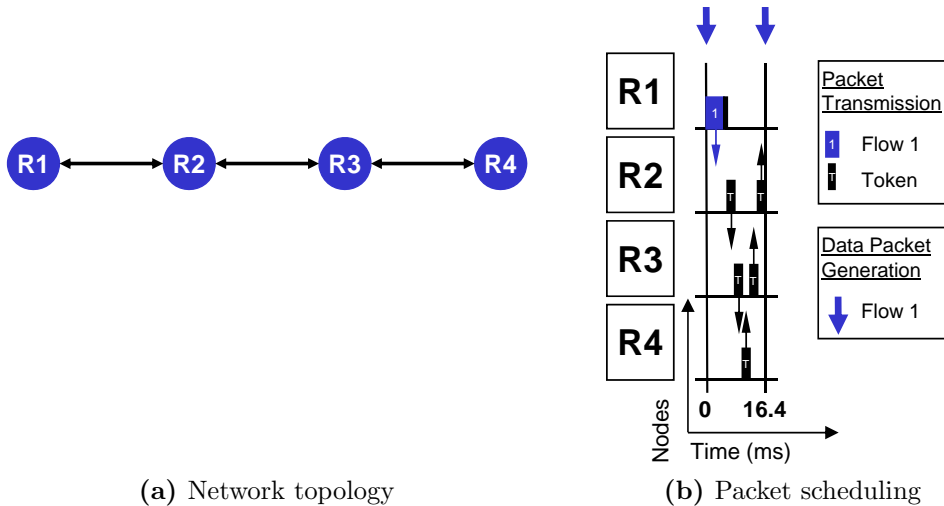 R1
R2
R3
R4
(a) Network topology
R1
R2
R3
R4
1
T
T
T
T
T
Nodes
0
16.4
Time (ms)
Packet
Transmission
1
Flow 1
T
Token
Data Packet
Generation
Flow 1
(b) Packet scheduling